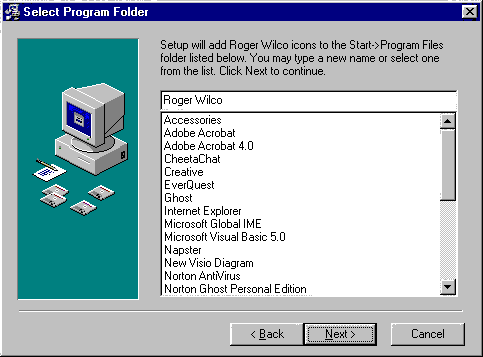 Select Program Folder
Setup will add Roger Wilco icons to the Start->Program Files
folder listed below. You may type a new name or select one
from the list. Click Next to continue.
Roger Wilco
Accessories
Adobe Acrobat
Adobe Acrobat 4.0
CheetaChat
Creative
EverQuest
Ghost
Internet Explorer
Microsoft Global IME
Microsoft Visual Basic 5.0
Napster
New Visio Diagram
Norton AntiVirus
Norton Ghost Personal Edition
< Back Next > Cancel